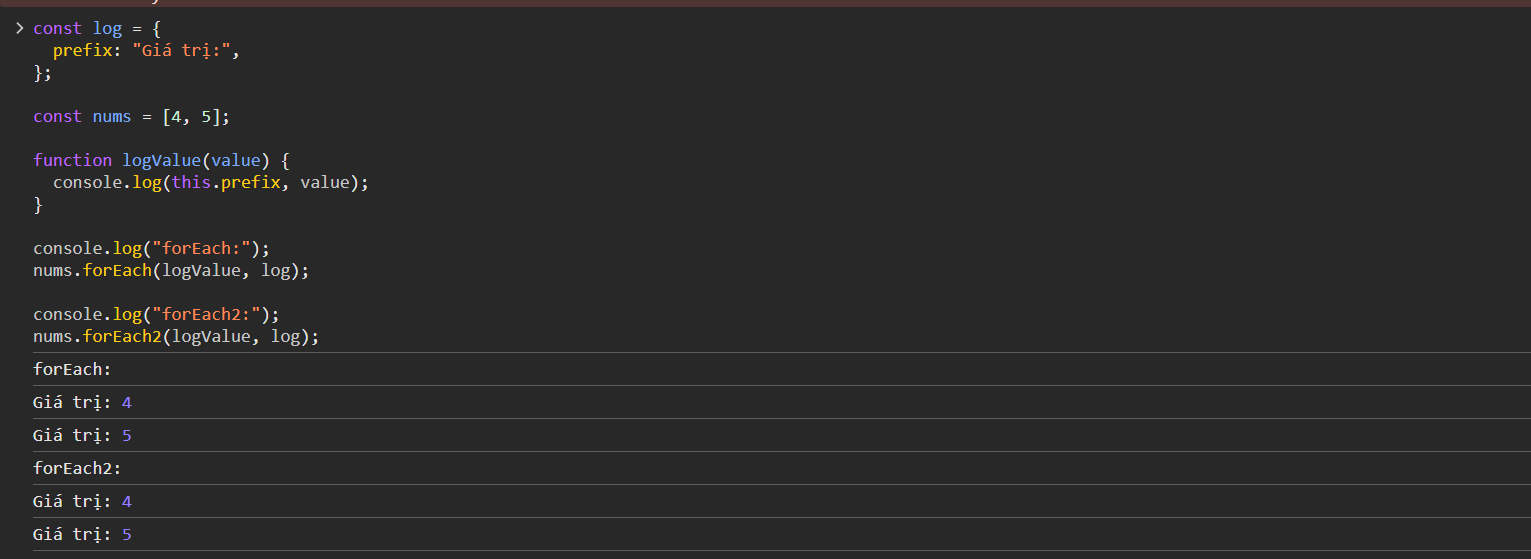 const log = {
  prefix: "Giá trị:",
};

const nums = [4, 5];

function logValue(value) {
  console.log(this.prefix, value);
}

console.log("forEach:");
nums.forEach(logValue, log);

console.log("forEach2:");
nums.forEach2(logValue, log);
forEach:
Giá trị: 4
Giá trị: 5
forEach2:
Giá trị: 4
Giá trị: 5